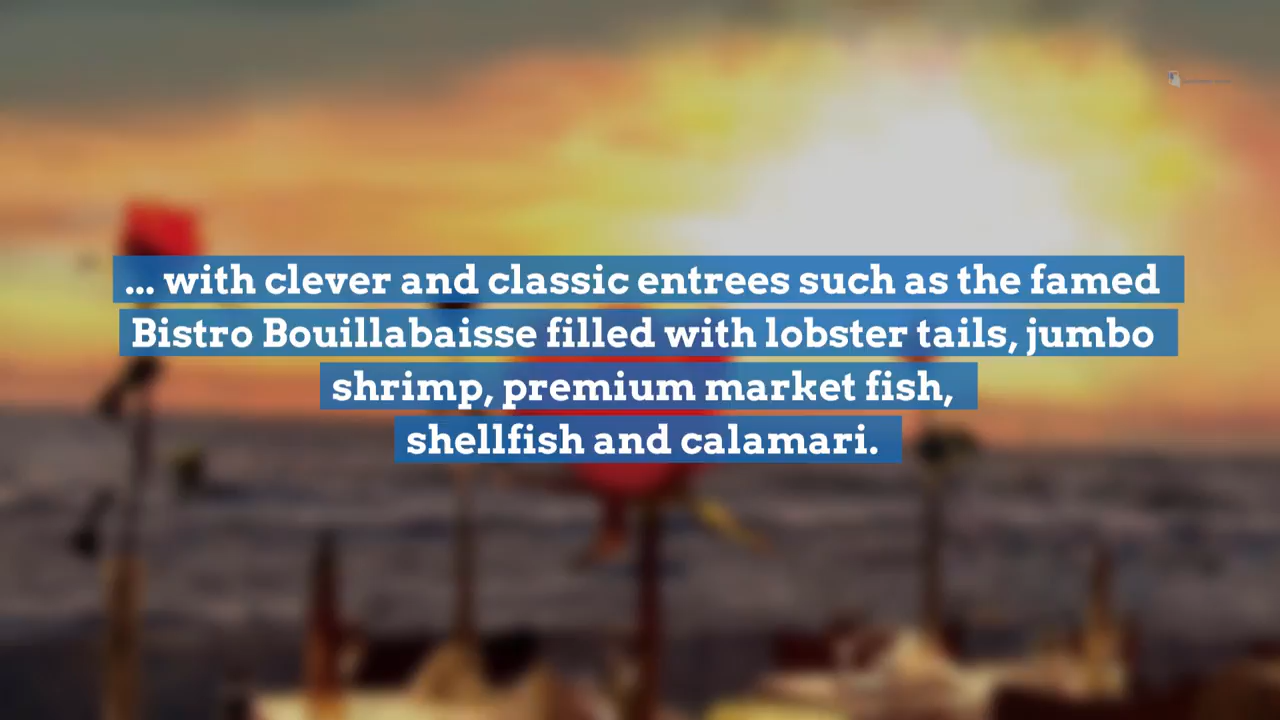 ... with clever and classic entrees such as the famed
Bistro Bouillabaisse filled with lobster tails, jumbo
shrimp, premium market fish,
shellfish and calamari.